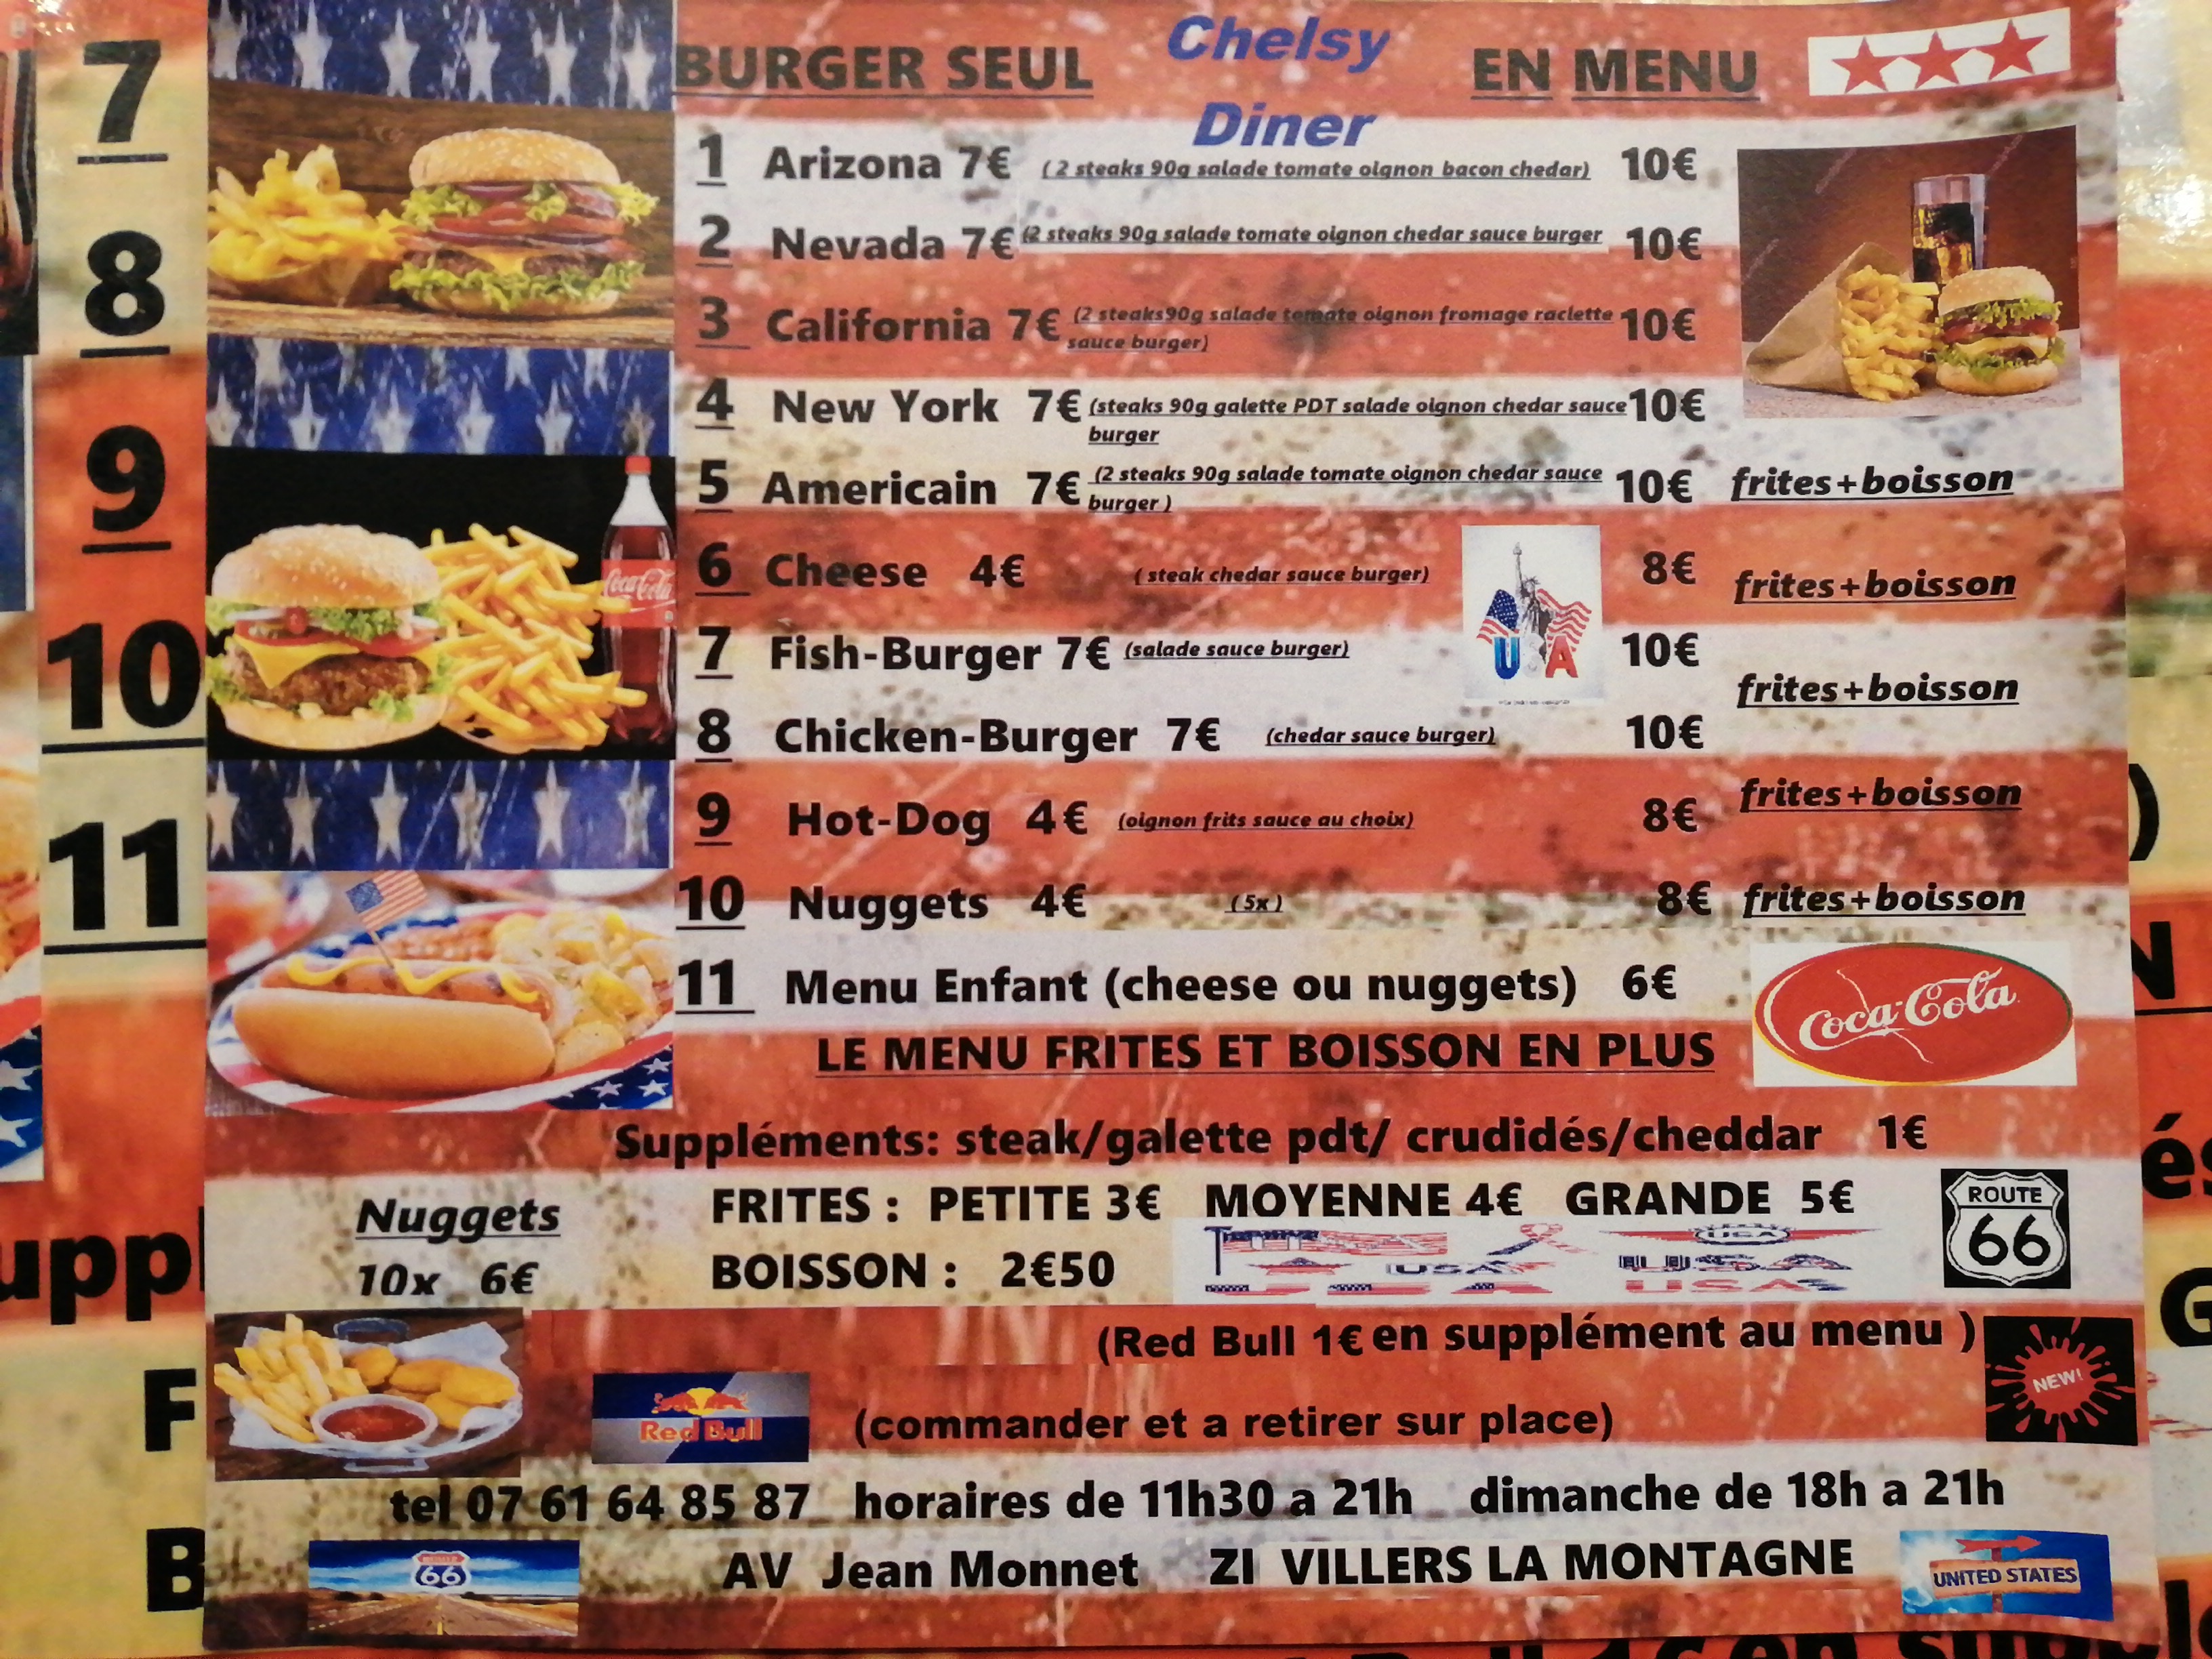 Chelsy
Diner
BURGER SEUL EN MENU
1 Arizona 7€ ( 2 steaks 90g salade tomate oignon bacon chedar) 10€
2 Nevada 7€ (2 steaks 90g salade tomate oignon chedar sauce burger 10€
3 California 7€ (2 steaks90g salade tomate oignon fromage raclette 10€
sauce burger)
4 New York 7€ (steaks 90g galette PDT salade oignon chedar sauce 10€
burger
5 Americain 7€ (2 steaks 90g salade tomate oignon chedar sauce 10€ frites+boisson
burger )
6 Cheese 4€ ( steak chedar sauce burger) 8€ frites+boisson
USA
7 Fish-Burger 7€ (salade sauce burger) 10€ frites+boisson
8 Chicken-Burger 7€ (chedar sauce burger) 10€
9 Hot-Dog 4€ (oignon frits sauce au choix) 8€ frites+boisson
10 Nuggets 4€ (5x) 8€ frites+boisson
11 Menu Enfant (cheese ou nuggets) 6€
Coca-Cola
LE MENU FRITES ET BOISSON EN PLUS
Suppléments: steak/galette pdt/ crudidés/cheddar 1€
Nuggets
10x 6€
FRITES : PETITE 3€ MOYENNE 4€ GRANDE 5€
BOISSON : 2€50
USA
USA
USA
USA
ROUTE
66
(Red Bull 1€ en supplément au menu )
NEW!
Red Bull
(commander et a retirer sur place)
tel 07 61 64 85 87 horaires de 11h30 a 21h dimanche de 18h a 21h
66
AV Jean Monnet ZI VILLERS LA MONTAGNE
UNITED STATES
Coca-Cola
7
8
9
10
11
upp
F
B
)
N
és
G